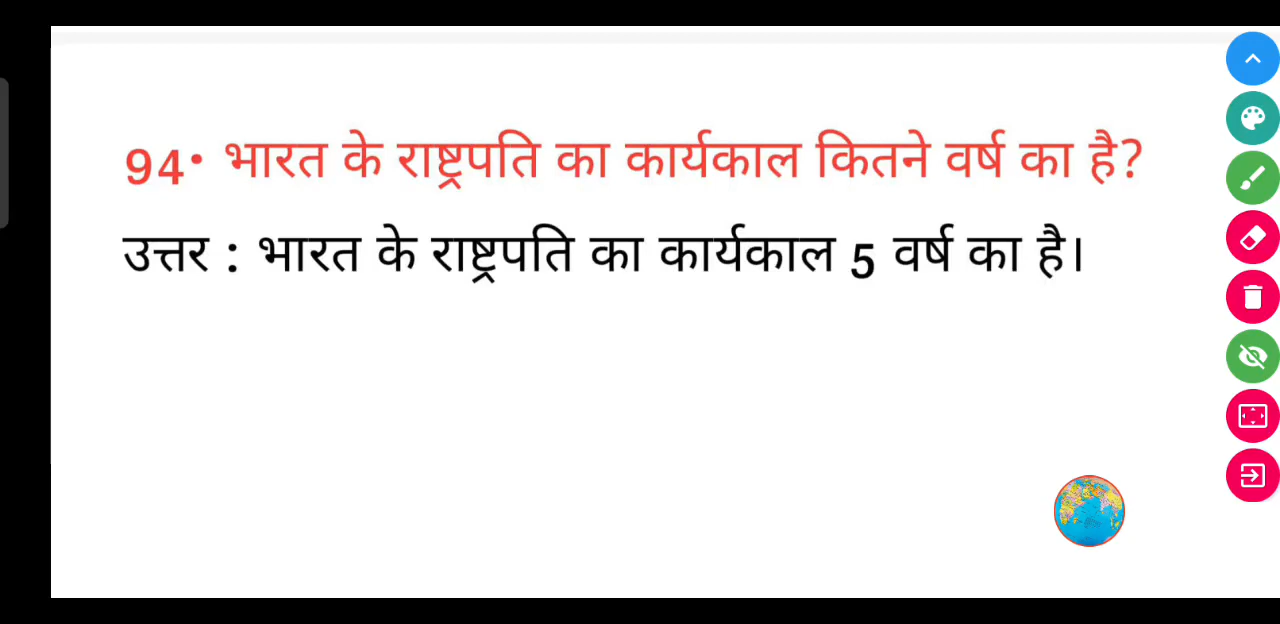 94• भारत के राष्ट्रपति का कार्यकाल कितने वर्ष का है?
उत्तर : भारत के राष्ट्रपति का कार्यकाल 5 वर्ष का है।